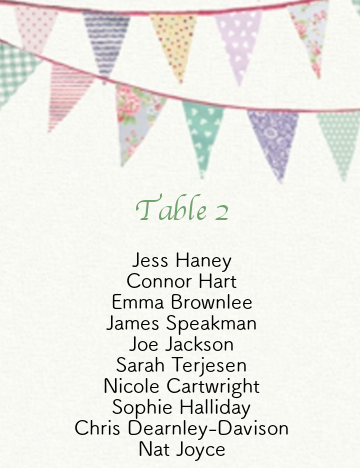 Table 2
Jess Haney
Connor Hart
Emma Brownlee
James Speakman
Joe Jackson
Sarah Terjesen
Nicole Cartwright
Sophie Halliday
Chris Dearnley-Davison
Nat Joyce